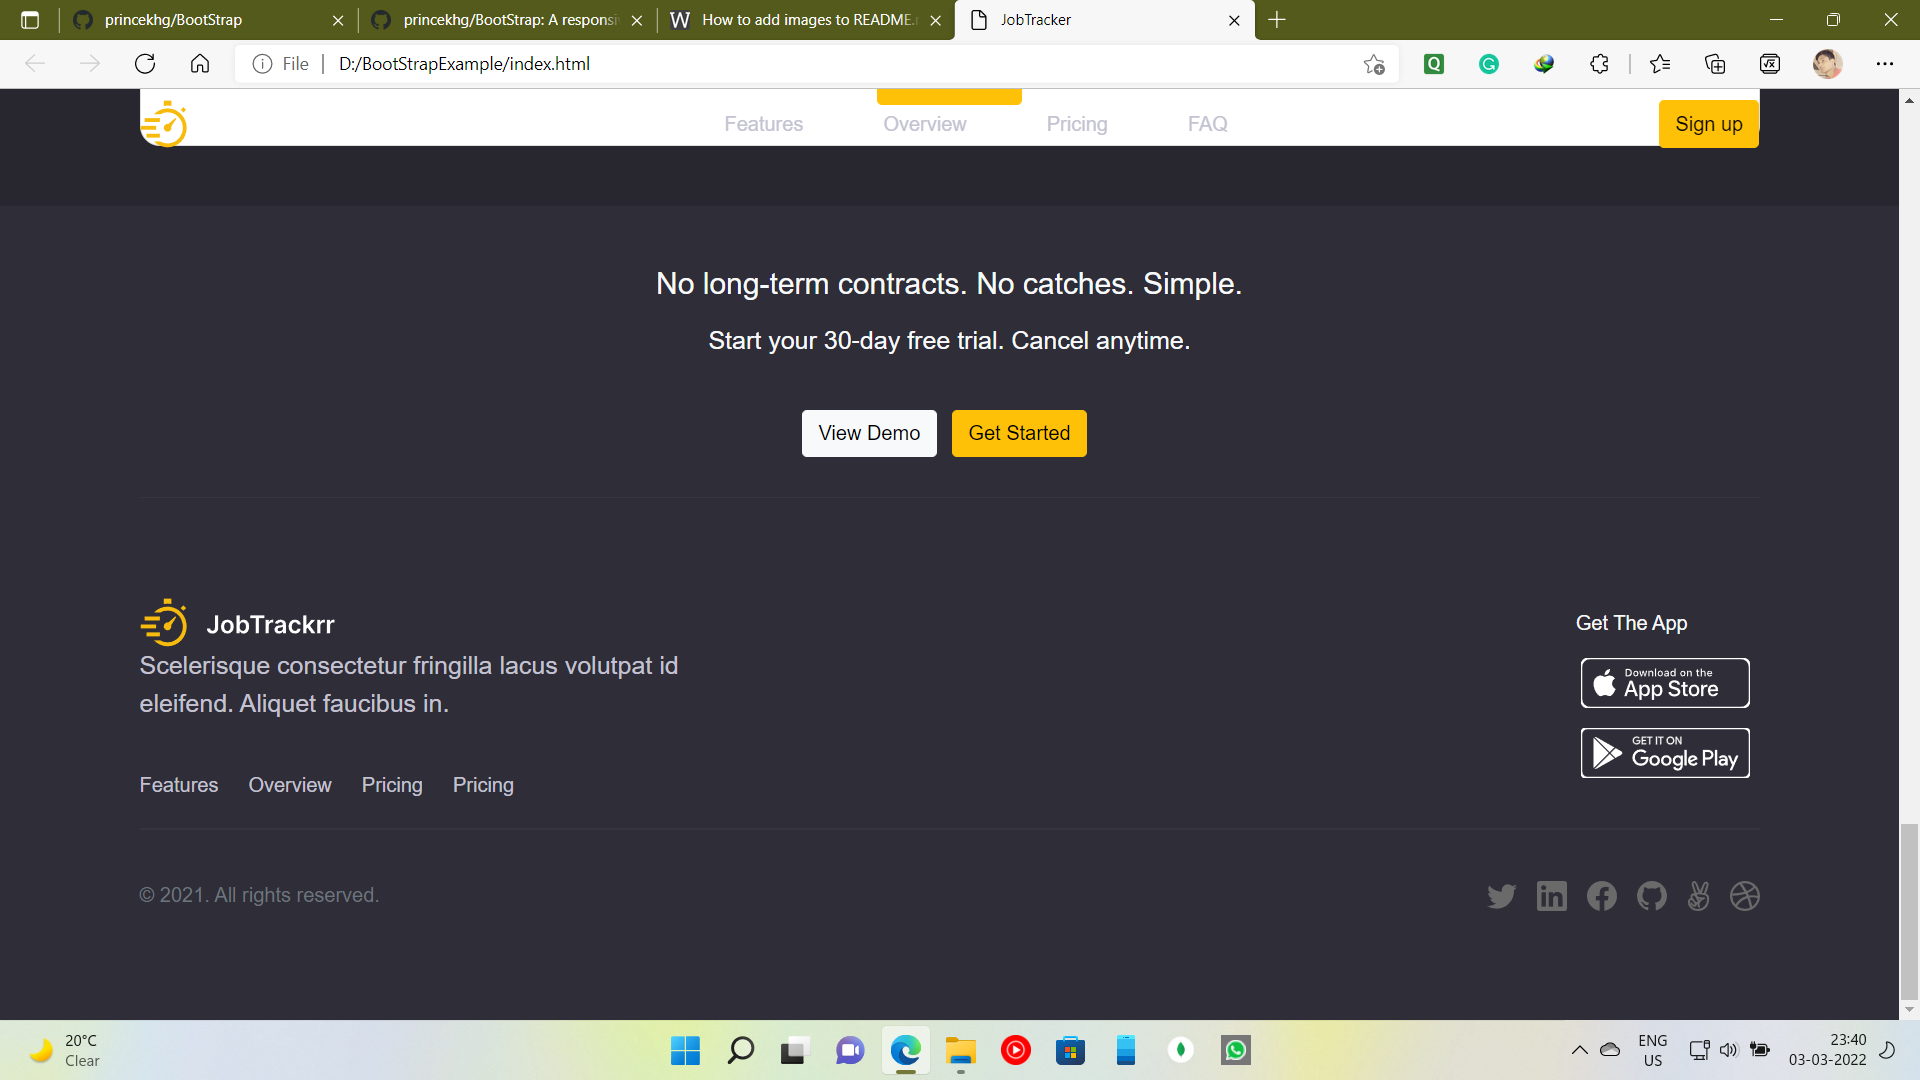 princekhg/BootStrap
princekhg/BootStrap: A responsi
How to add images to README.
JobTracker
File
D:/BootStrapExample/index.html
Features Overview Pricing FAQ
Sign up
No long-term contracts. No catches. Simple.
Start your 30-day free trial. Cancel anytime.
View Demo
Get Started
JobTrackrr
Scelerisque consectetur fringilla lacus volutpat id
eleifend. Aliquet faucibus in.
Features Overview Pricing Pricing
Get The App
Download on the
App Store
GET IT ON
Google Play
© 2021. All rights reserved.
20°C
Clear
ENG
US
23:40
03-03-2022